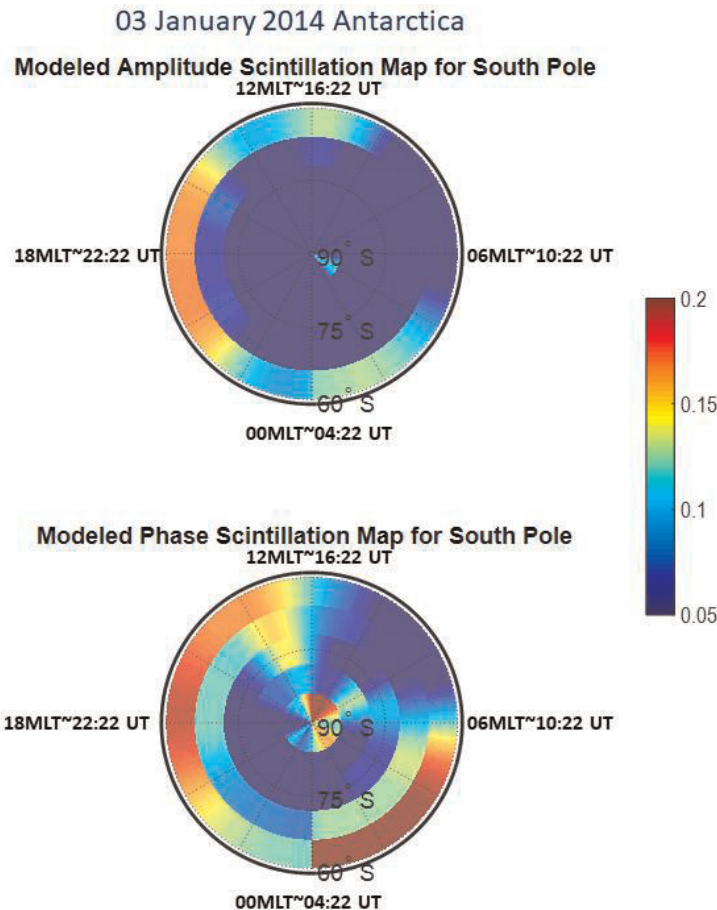 03 January 2014 Antarctica
Modeled Amplitude Scintillation Map for South Pole
12MLT~16:22 UT
18MLT~22:22 UT
90° S
06MLT~10:22 UT
75° S
60° S
00MLT~04:22 UT
0.2
0.15
0.1
0.05
Modeled Phase Scintillation Map for South Pole
12MLT~16:22 UT
18MLT~22:22 UT
90° S
06MLT~10:22 UT
75° S
60° S
00MLT~04:22 UT